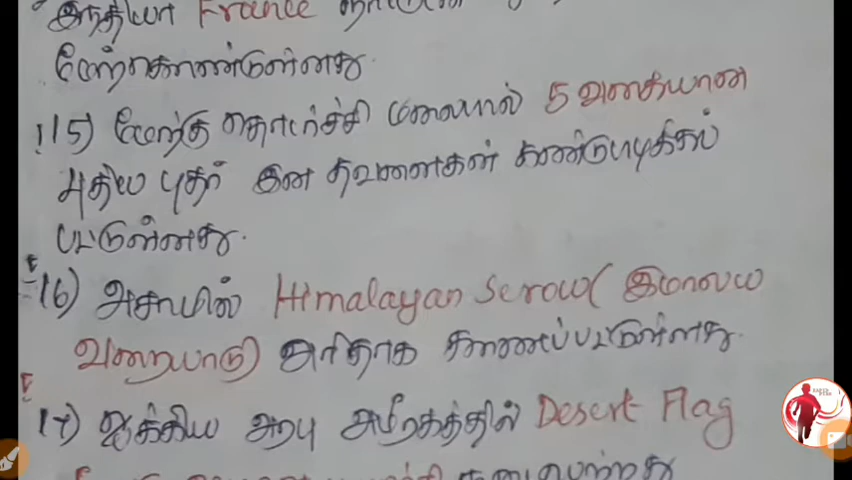 இந்தியா France
மேற்கொண்டுள்ளது.
15) மேற்கு தொடர்ச்சி மலையில் 5 வகையான
புதிய புதர் இன தவளைகள் கண்டுபடிக்கப்
பட்டுள்ளது.
16) அசாமில் Himalayan Serow( இமாலய
வரையாடு) அரிதாக காணப்பட்டுள்ளது.
17) ஐக்கிய அரபு அமீரகத்தில் Desert Flag